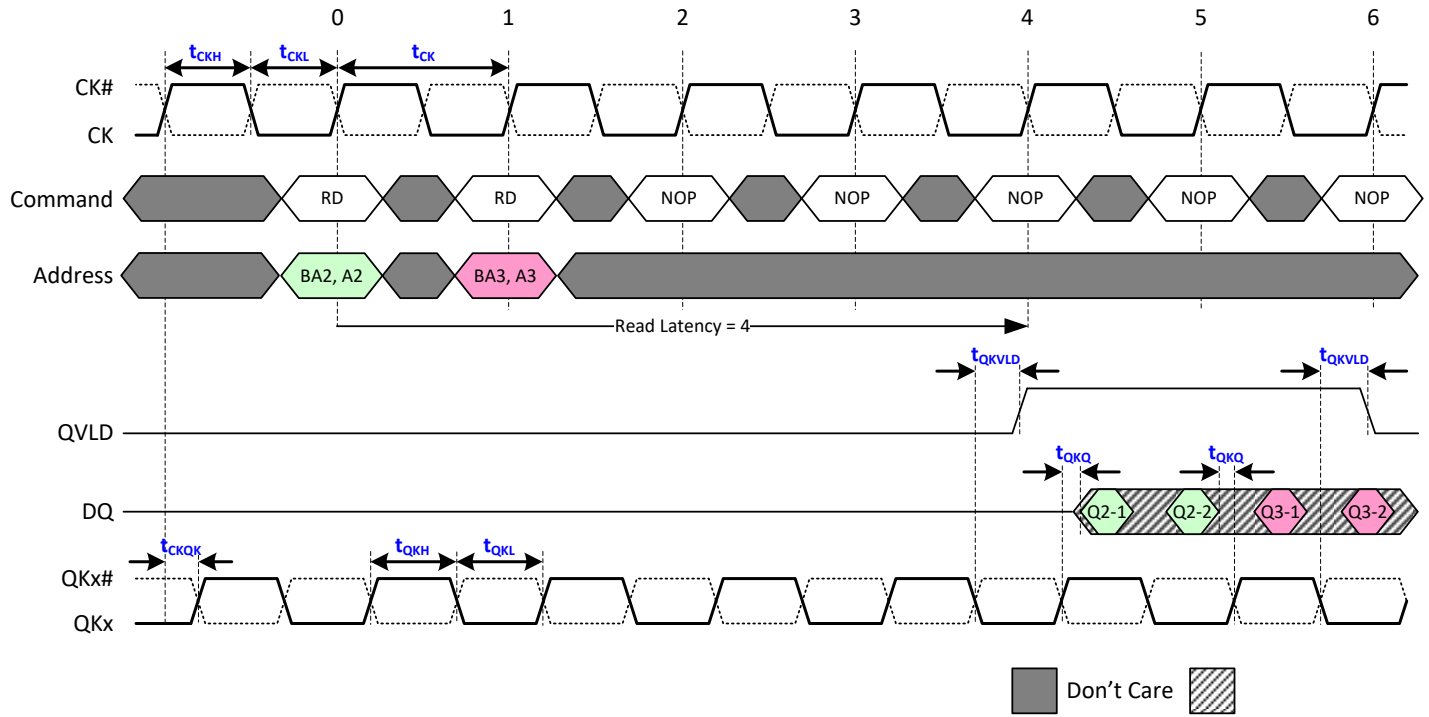 0 1 2 3 4 5 6
tCKH tCKL tCK
CK#
CK
Command RD RD NOP NOP NOP NOP NOP
Address BA2, A2 BA3, A3
Read Latency = 4
tQKVLD tQKVLD
QVLD
tQKQ tQKQ
DQ Q2-1 Q2-2 Q3-1 Q3-2
tCKQK tQKH tQKL
QKx#
QKx
Don't Care